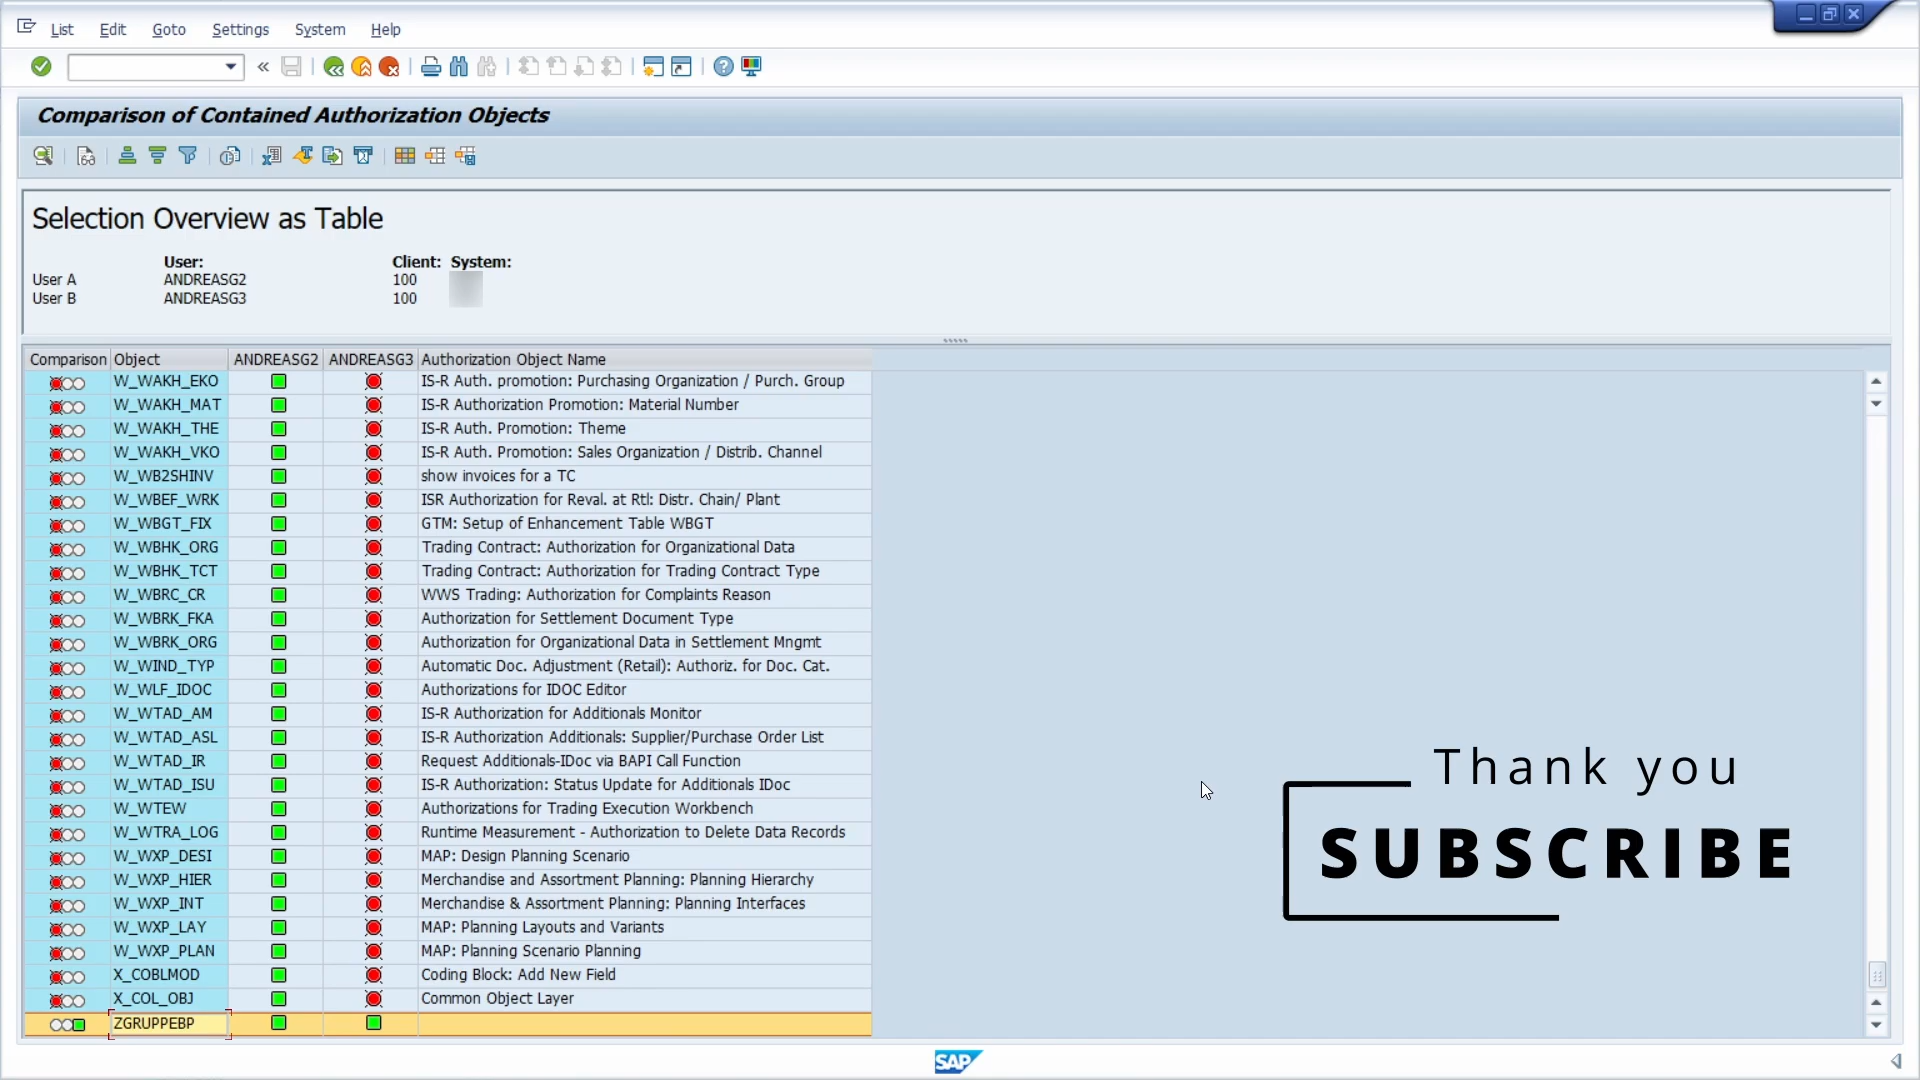 List Edit Goto Settings System Help
Comparison of Contained Authorization Objects
Selection Overview as Table
User: Client: System:
User A ANDREASG2 100
User B ANDREASG3 100
Comparison Object ANDREASG2 ANDREASG3 Authorization Object Name
W_WAKH_EKO IS-R Auth. promotion: Purchasing Organization / Purch. Group
W_WAKH_MAT IS-R Authorization Promotion: Material Number
W_WAKH_THE IS-R Auth. Promotion: Theme
W_WAKH_VKO IS-R Auth. Promotion: Sales Organization / Distrib. Channel
W_WB2SHINV show invoices for a TC
W_WBEF_WRK ISR Authorization for Reval. at Rtl: Distr. Chain/ Plant
W_WBGT_FIX GTM: Setup of Enhancement Table WBGT
W_WBHK_ORG Trading Contract: Authorization for Organizational Data
W_WBHK_TCT Trading Contract: Authorization for Trading Contract Type
W_WBRC_CR WWS Trading: Authorization for Complaints Reason
W_WBRK_FKA Authorization for Settlement Document Type
W_WBRK_ORG Authorization for Organizational Data in Settlement Mngmt
W_WIND_TYP Automatic Doc. Adjustment (Retail): Authoriz. for Doc. Cat.
W_WLF_IDOC Authorizations for IDOC Editor
W_WTAD_AM IS-R Authorization for Additionals Monitor
W_WTAD_ASL IS-R Authorization Additionals: Supplier/Purchase Order List
W_WTAD_IR Request Additionals-IDoc via BAPI Call Function
W_WTAD_ISU IS-R Authorization: Status Update for Additionals IDoc
W_WTEW Authorizations for Trading Execution Workbench
W_WTRA_LOG Runtime Measurement - Authorization to Delete Data Records
W_WXP_DESI MAP: Design Planning Scenario
W_WXP_HIER Merchandise and Assortment Planning: Planning Hierarchy
W_WXP_INT Merchandise & Assortment Planning: Planning Interfaces
W_WXP_LAY MAP: Planning Layouts and Variants
W_WXP_PLAN MAP: Planning Scenario Planning
X_COBLMOD Coding Block: Add New Field
X_COL_OBJ Common Object Layer
ZGRUPPEBP
Thank you
SUBSCRIBE
SAP